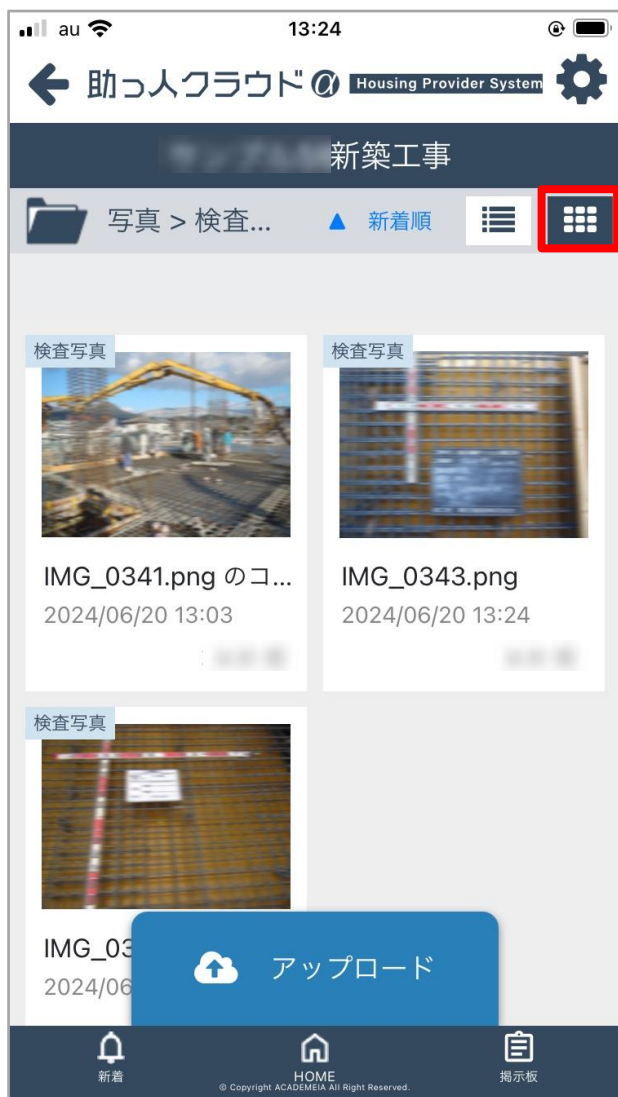 au 13:24
助っ人クラウドα Housing Provider System
新築工事
写真 > 検査... ▲ 新着順
検査写真 検査写真
IMG_0341.png のコ... IMG_0343.png
2024/06/20 13:03 2024/06/20 13:24
検査写真
IMG_03
2024/06
アップロード
新着 HOME 掲示板
© Copyright ACADEMEIA All Right Reserved.